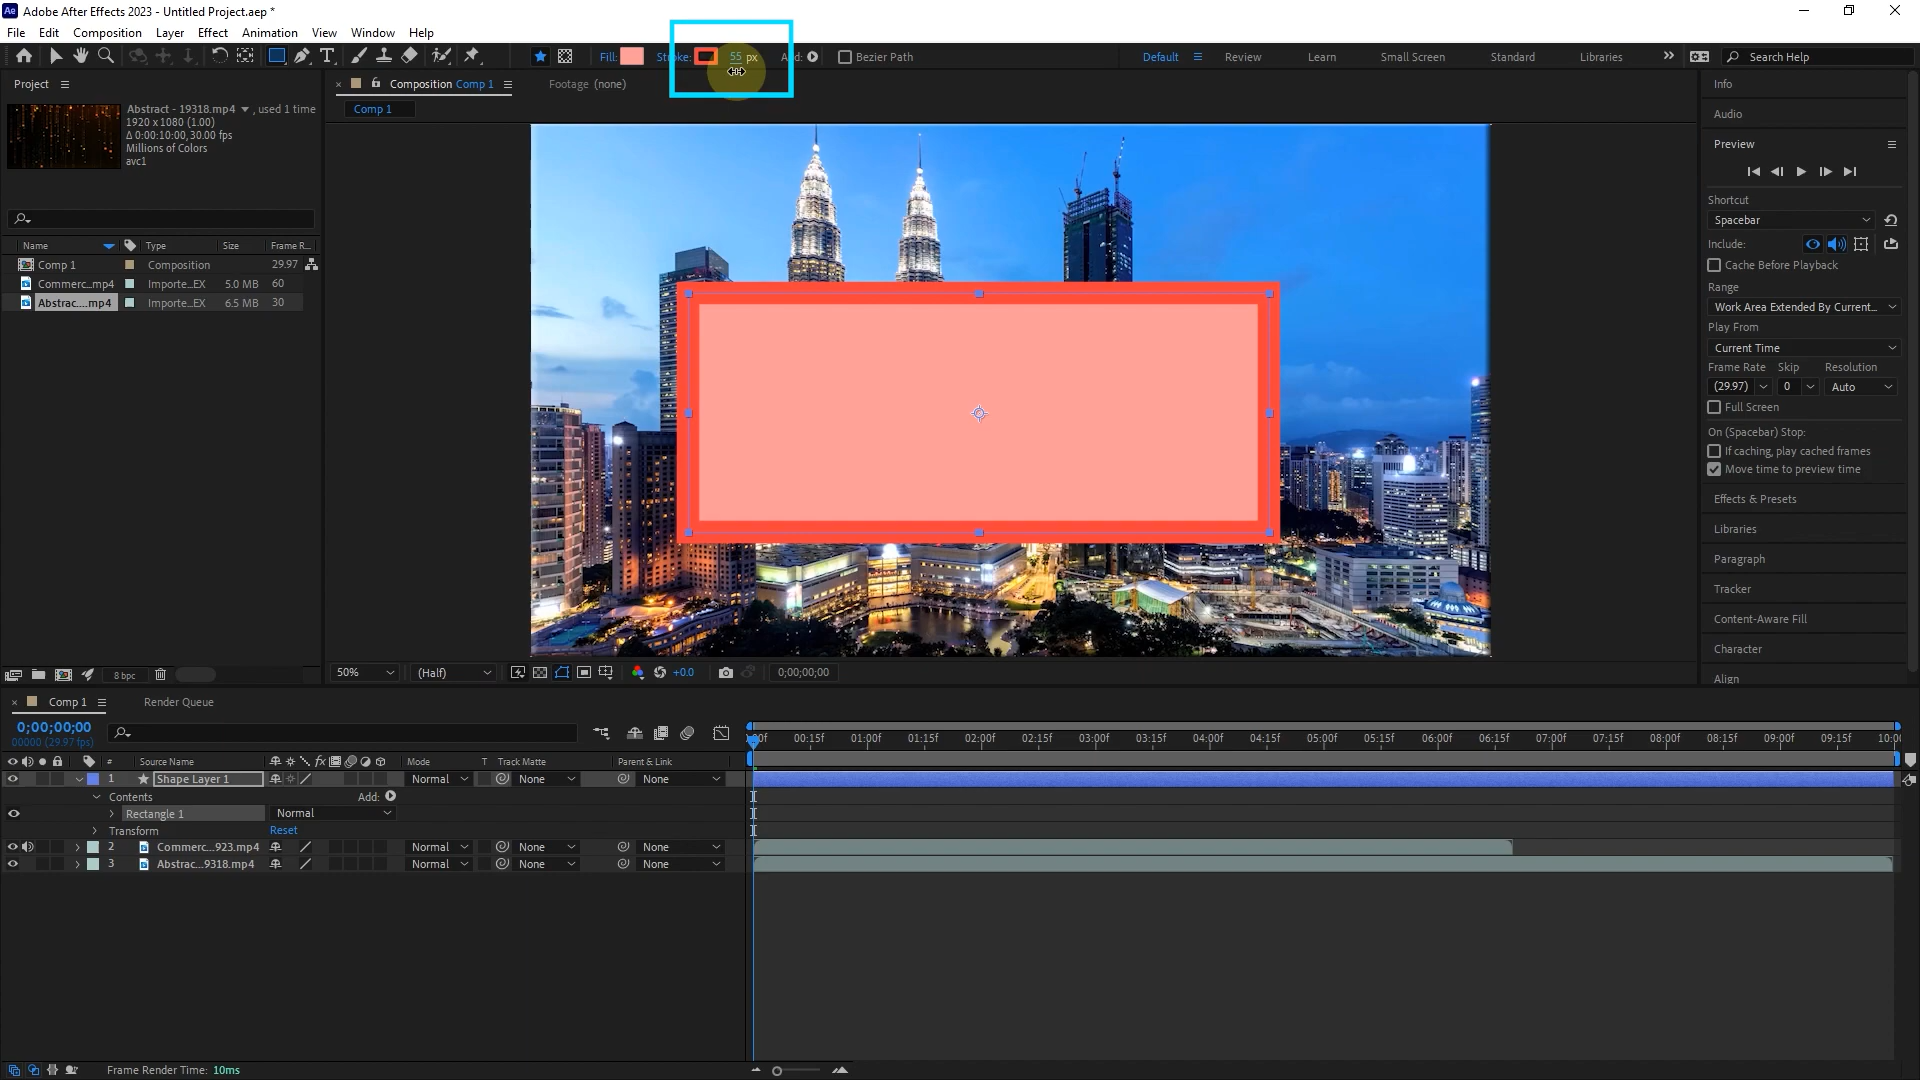 Adobe After Effects 2023 - Untitled Project.aep *
File Edit Composition Layer Effect Animation View Window Help
Fill: Stroke: 55 px Add: Bezier Path Default Review Learn Small Screen Standard Libraries Search Help
Project
Abstract - 19318.mp4 , used 1 time
1920 x 1080 (1.00)
Δ 0:00:10:00, 30.00 fps
Millions of Colors
avc1
Name Type Size Frame R...
Comp 1 Composition 29.97
Commerc...mp4 Importe...EX 5.0 MB 60
Abstrac....mp4 Importe...EX 6.5 MB 30
8 bpc
Composition Comp 1 Footage (none)
Comp 1
50% (Half) +0.0 0;00;00;00
Info
Audio
Preview
Shortcut
Spacebar
Include:
Cache Before Playback
Range
Work Area Extended By Current...
Play From
Current Time
Frame Rate Skip Resolution
(29.97) 0 Auto
Full Screen
On (Spacebar) Stop:
If caching, play cached frames
Move time to preview time
Effects & Presets
Libraries
Paragraph
Tracker
Content-Aware Fill
Character
Align
Comp 1 Render Queue
0;00;00;00
00000 (29.97 fps)
00f 00:15f 01:00f 01:15f 02:00f 02:15f 03:00f 03:15f 04:00f 04:15f 05:00f 05:15f 06:00f 06:15f 07:00f 07:15f 08:00f 08:15f 09:00f 09:15f 10:00
# Source Name Mode T Track Matte Parent & Link
1 Shape Layer 1 Normal None None
Contents Add:
Rectangle 1 Normal
Transform Reset
2 Commerc...923.mp4 Normal None None
3 Abstrac...9318.mp4 Normal None None
Frame Render Time: 10ms